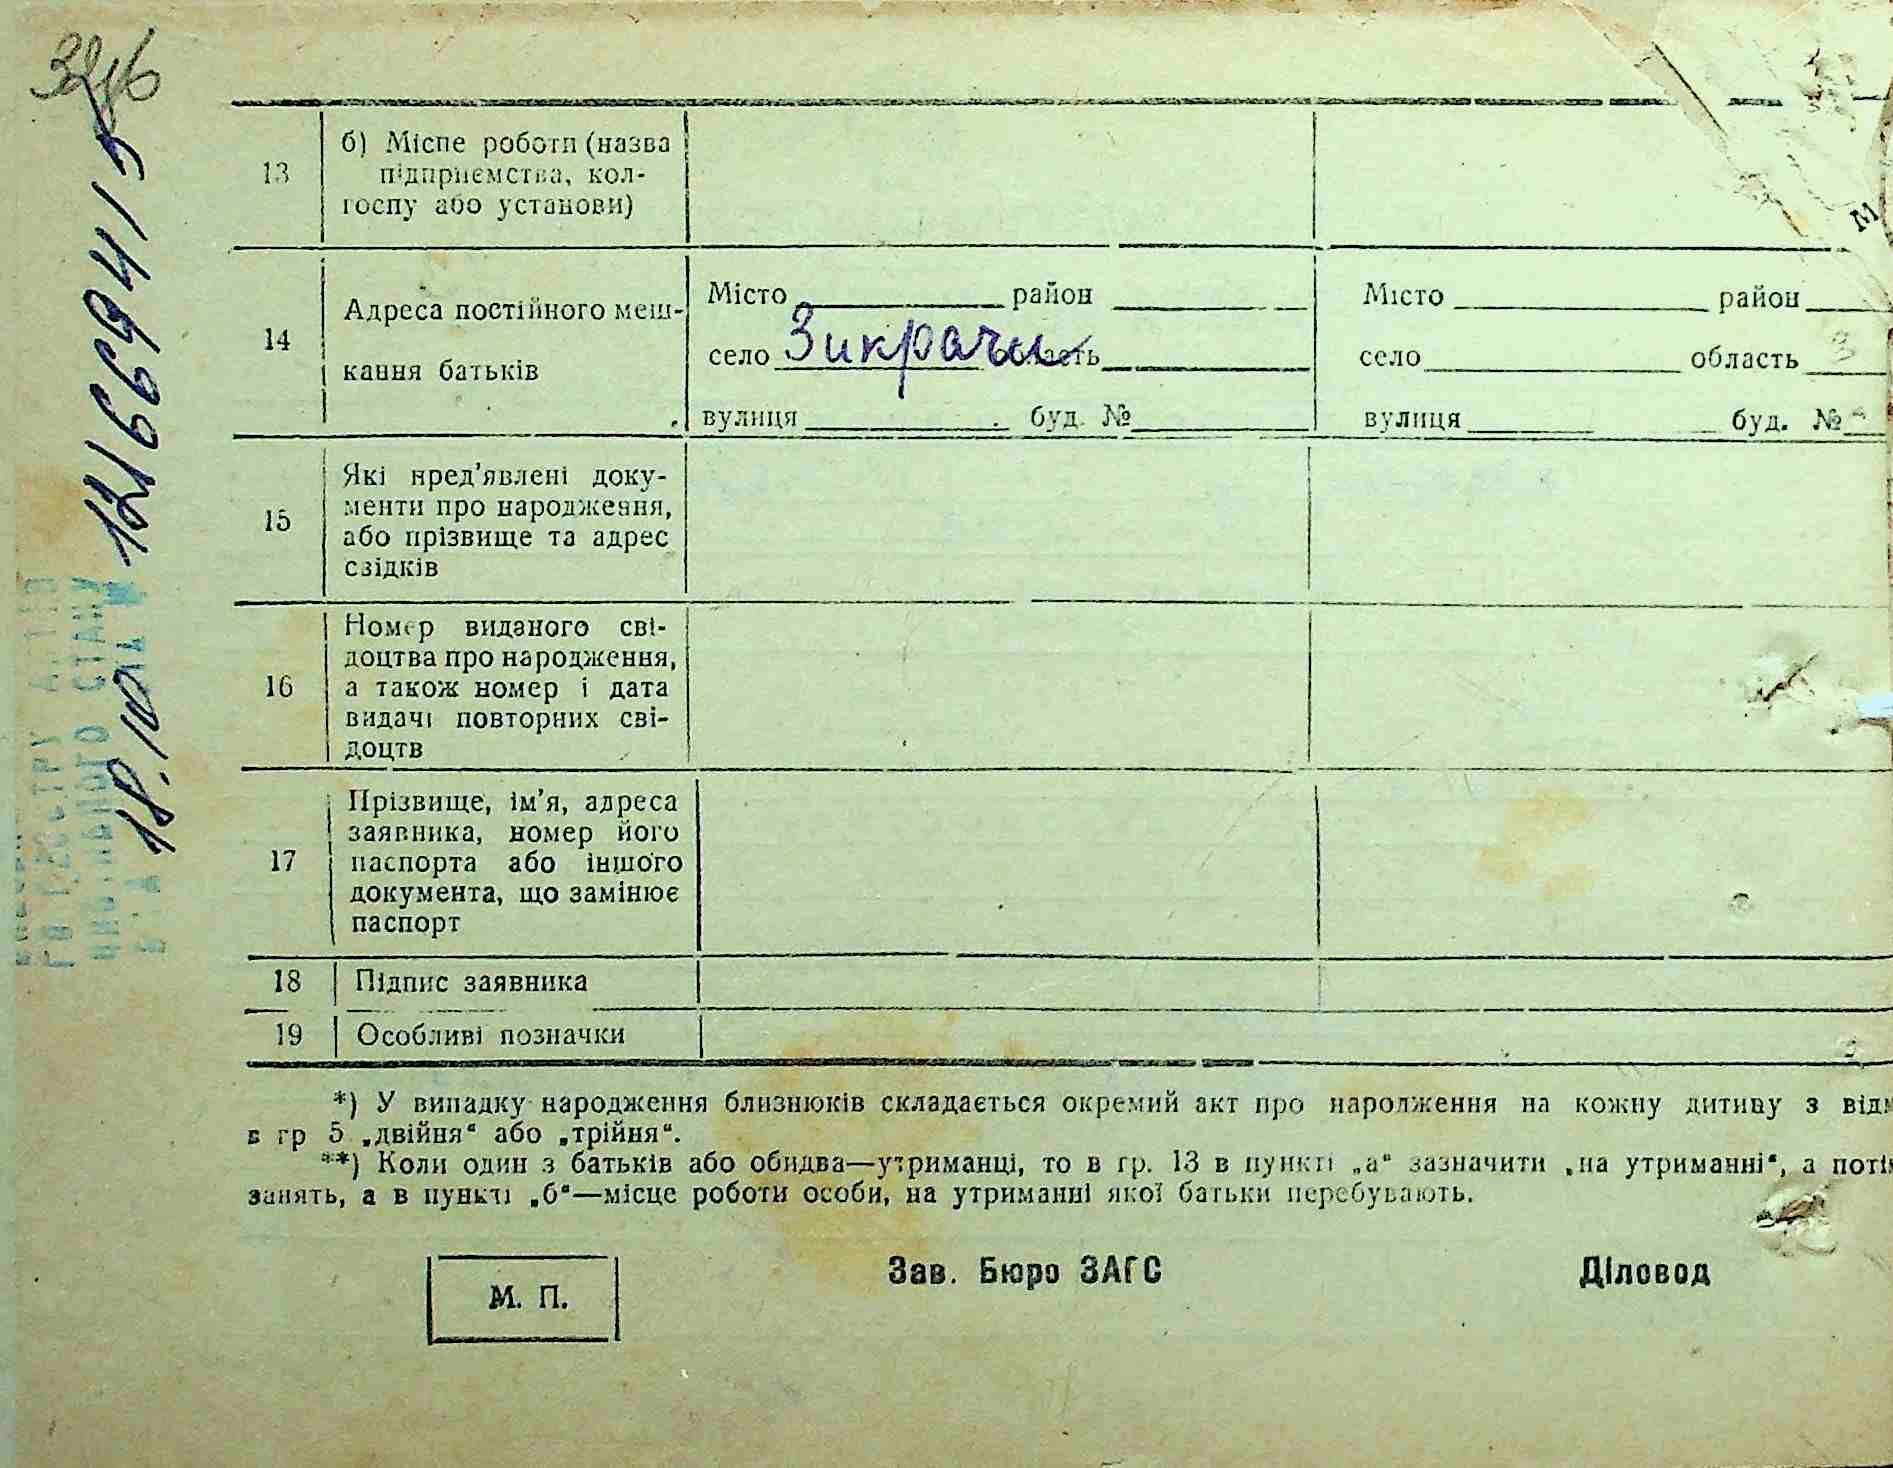 13
б) Місце роботи (назва
підприємства, кол-
госпу або установи)
14
Адреса постійного меш-
кання батьків
Місто район
село Зикрачи область
вулиця буд. №
Місто район
село область
вулиця буд. №
15
Які пред’явлені доку-
менти про народження,
або прізвище та адрес
свідків
16
Номер виданого сві-
доцтва про народження,
а також номер і дата
видачі повторних сві-
доцтв
17
Прізвище, ім’я, адреса
заявника, номер його
паспорта або іншого
документа, що замінює
паспорт
18
Підпис заявника
19
Особливі позначки
*) У випадку народження близнюків складається окремий акт про народження на кожну дитину з
в гр 5 „двійня“ або „трійня“.
**) Коли один з батьків або обидва—утриманці, то в гр. 13 в пункті „а“ зазначити „на утриманні“, а
занять, а в пункті „б“—місце роботи особи, на утриманні якої батьки перебувають.
М. П.
Зав. Бюро ЗАГС
Діловод